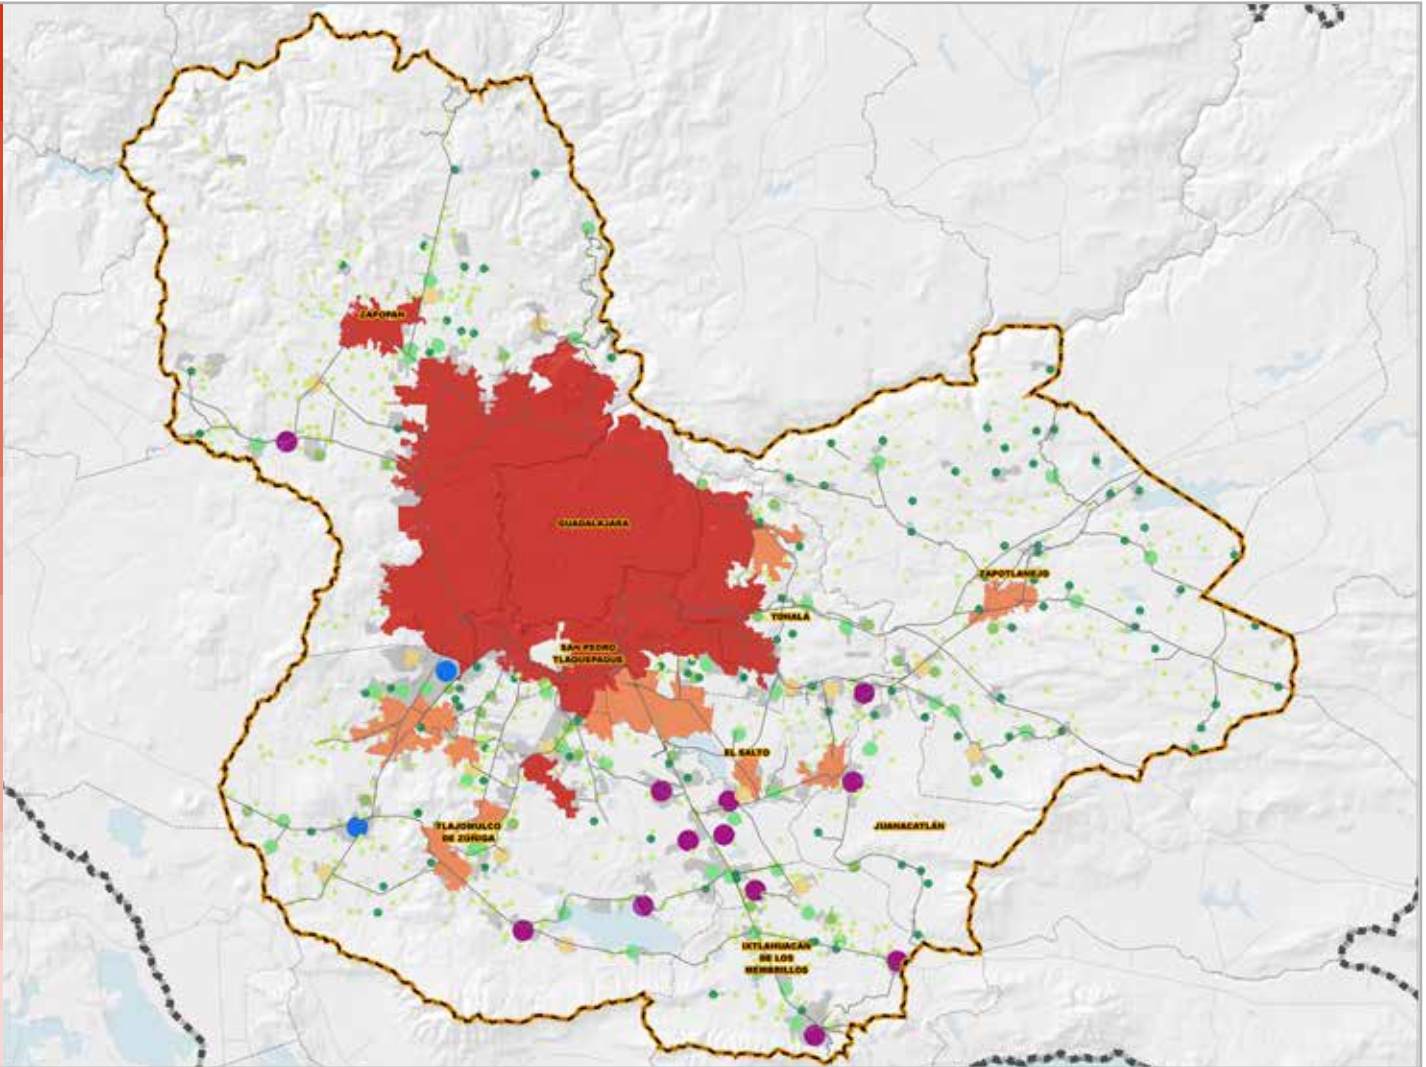 ZAPOPAN
GUADALAJARA
ZAPOTLANEJO
TONALÁ
SAN PEDRO
TLAQUEPAQUE
EL SALTO
TLAJOMULCO
DE ZÚÑIGA
JUANACATLÁN
IXTLAHUACÁN
DE LOS
MEMBRILLOS